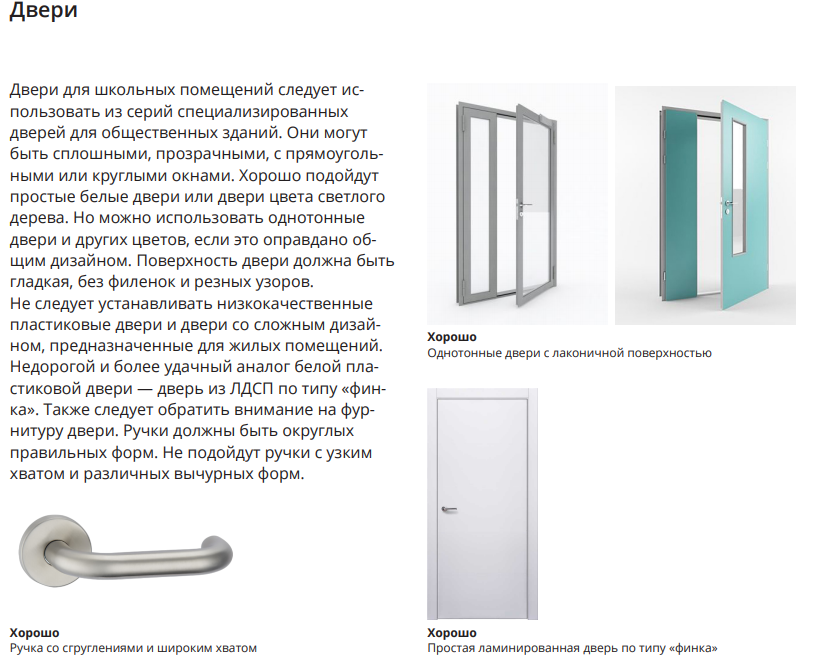 Двери
Двери для школьных помещений следует ис-
пользовать из серий специализированных
дверей для общественных зданий. Они могут
быть сплошными, прозрачными, с прямоуголь-
ными или круглыми окнами. Хорошо подойдут
простые белые двери или двери цвета светлого
дерева. Но можно использовать однотонные
двери и других цветов, если это оправдано об-
щим дизайном. Поверхность двери должна быть
гладкая, без филенок и резных узоров.
Не следует устанавливать низкокачественные
пластиковые двери и двери со сложным дизай-
ном, предназначенные для жилых помещений.
Недорогой и более удачный аналог белой пла-
стиковой двери — дверь из ЛДСП по типу «фин-
ка». Также следует обратить внимание на фур-
нитуру двери. Ручки должны быть округлых
правильных форм. Не подойдут ручки с узким
хватом и различных вычурных форм.
Хорошо
Ручка со сгруглениями и широким хватом
Хорошо
Однотонные двери с лаконичной поверхностью
Хорошо
Простая ламинированная дверь по типу «финка»